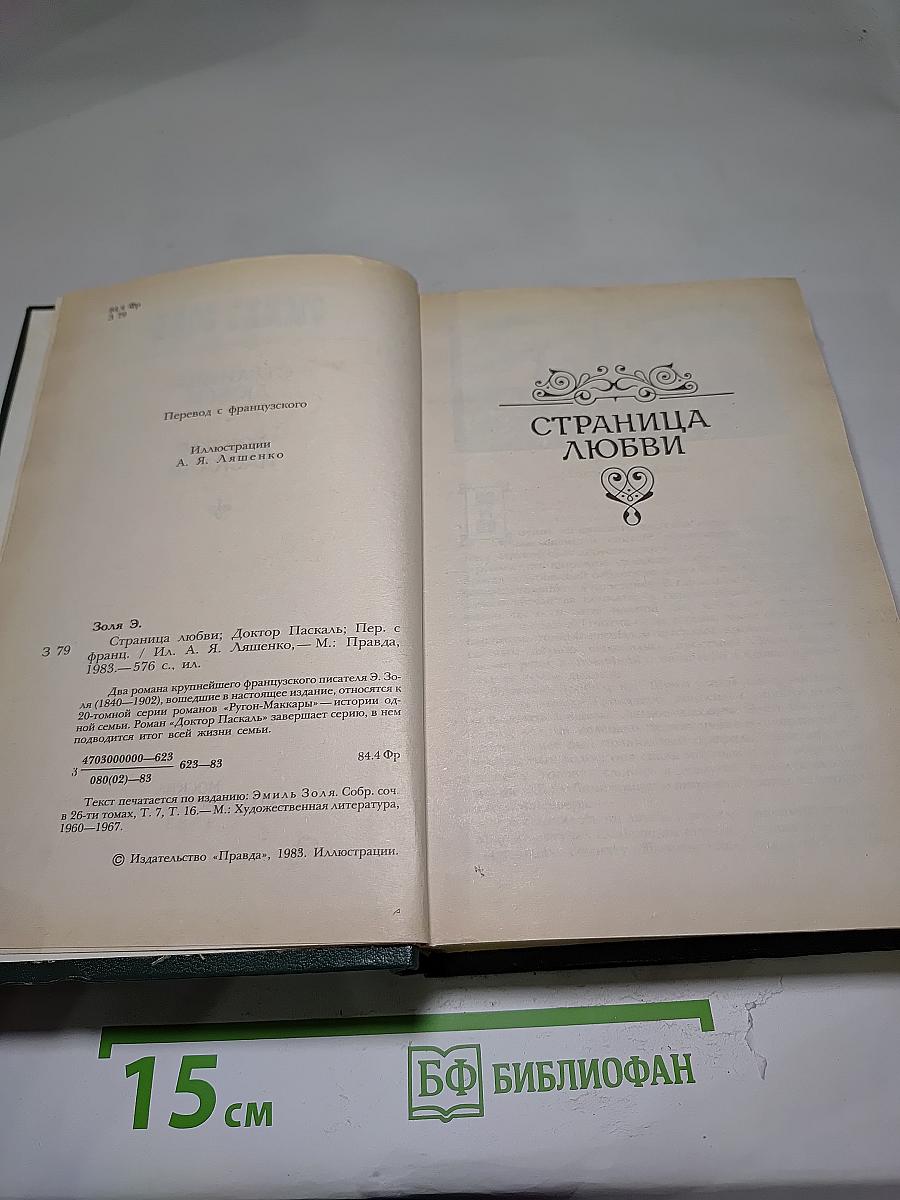 84.4 Фр
З 79
Перевод с французского
Иллюстрации
А. Я. Ляшенко
Золя Э.
З 79 Страница любви; Доктор Паскаль; Пер. с
франц. / Ил. А. Я. Ляшенко,— М.: Правда,
1983.—576 с., ил.
Два романа крупнейшего французского писателя Э. Зо-
ля (1840—1902), вошедшие в настоящее издание, относятся к
20-томной серии романов «Ругон-Маккары»—истории од-
ной семьи. Роман «Доктор Паскаль» завершает серию, в нем
подводится итог всей жизни семьи.
З 4703000000—623 623—83 84.4 Фр
080(02)—83
Текст печатается по изданию: Эмиль Золя. Собр. соч.
в 26-ти томах, Т. 7, Т. 16.—М.: Художественная литература,
1960—1967.
© Издательство «Правда», 1983. Иллюстрации.
СТРАНИЦА
ЛЮБВИ
15 см
БФ БИБЛИОФАН